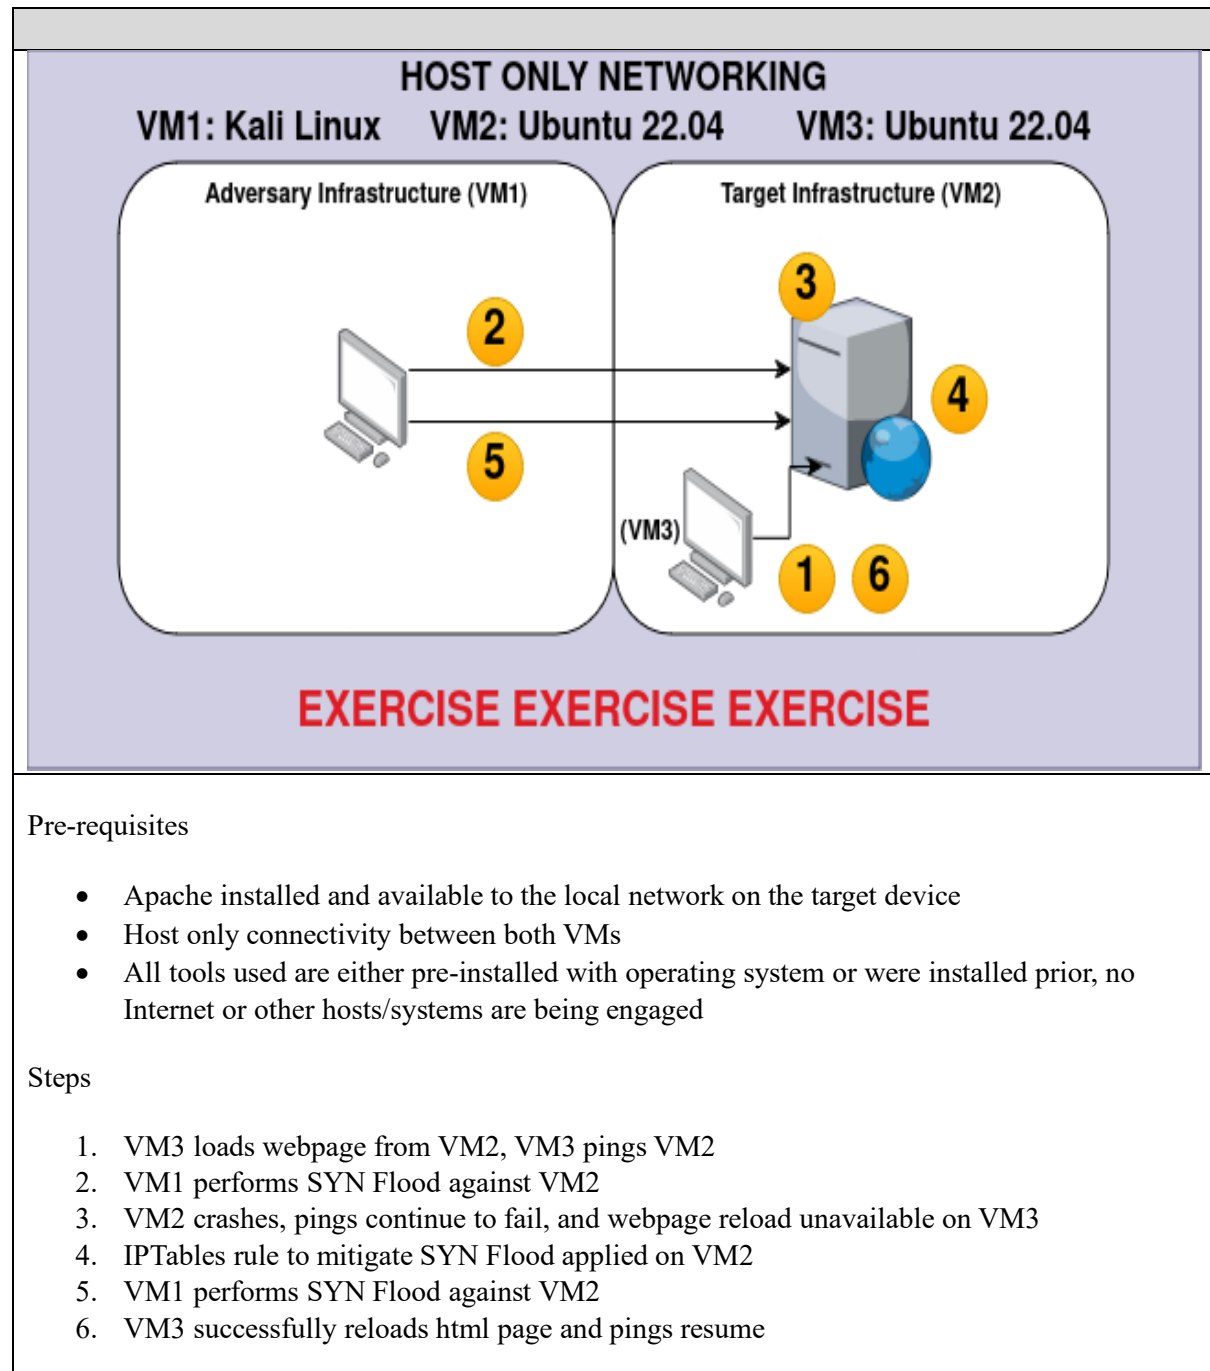 HOST ONLY NETWORKING
VM1: Kali Linux VM2: Ubuntu 22.04 VM3: Ubuntu 22.04
Adversary Infrastructure (VM1) Target Infrastructure (VM2)
3
2
4
5
(VM3)
1 6
EXERCISE EXERCISE EXERCISE
Pre-requisites
• Apache installed and available to the local network on the target device
• Host only connectivity between both VMs
• All tools used are either pre-installed with operating system or were installed prior, no
Internet or other hosts/systems are being engaged
Steps
1. VM3 loads webpage from VM2, VM3 pings VM2
2. VM1 performs SYN Flood against VM2
3. VM2 crashes, pings continue to fail, and webpage reload unavailable on VM3
4. IPTables rule to mitigate SYN Flood applied on VM2
5. VM1 performs SYN Flood against VM2
6. VM3 successfully reloads html page and pings resume